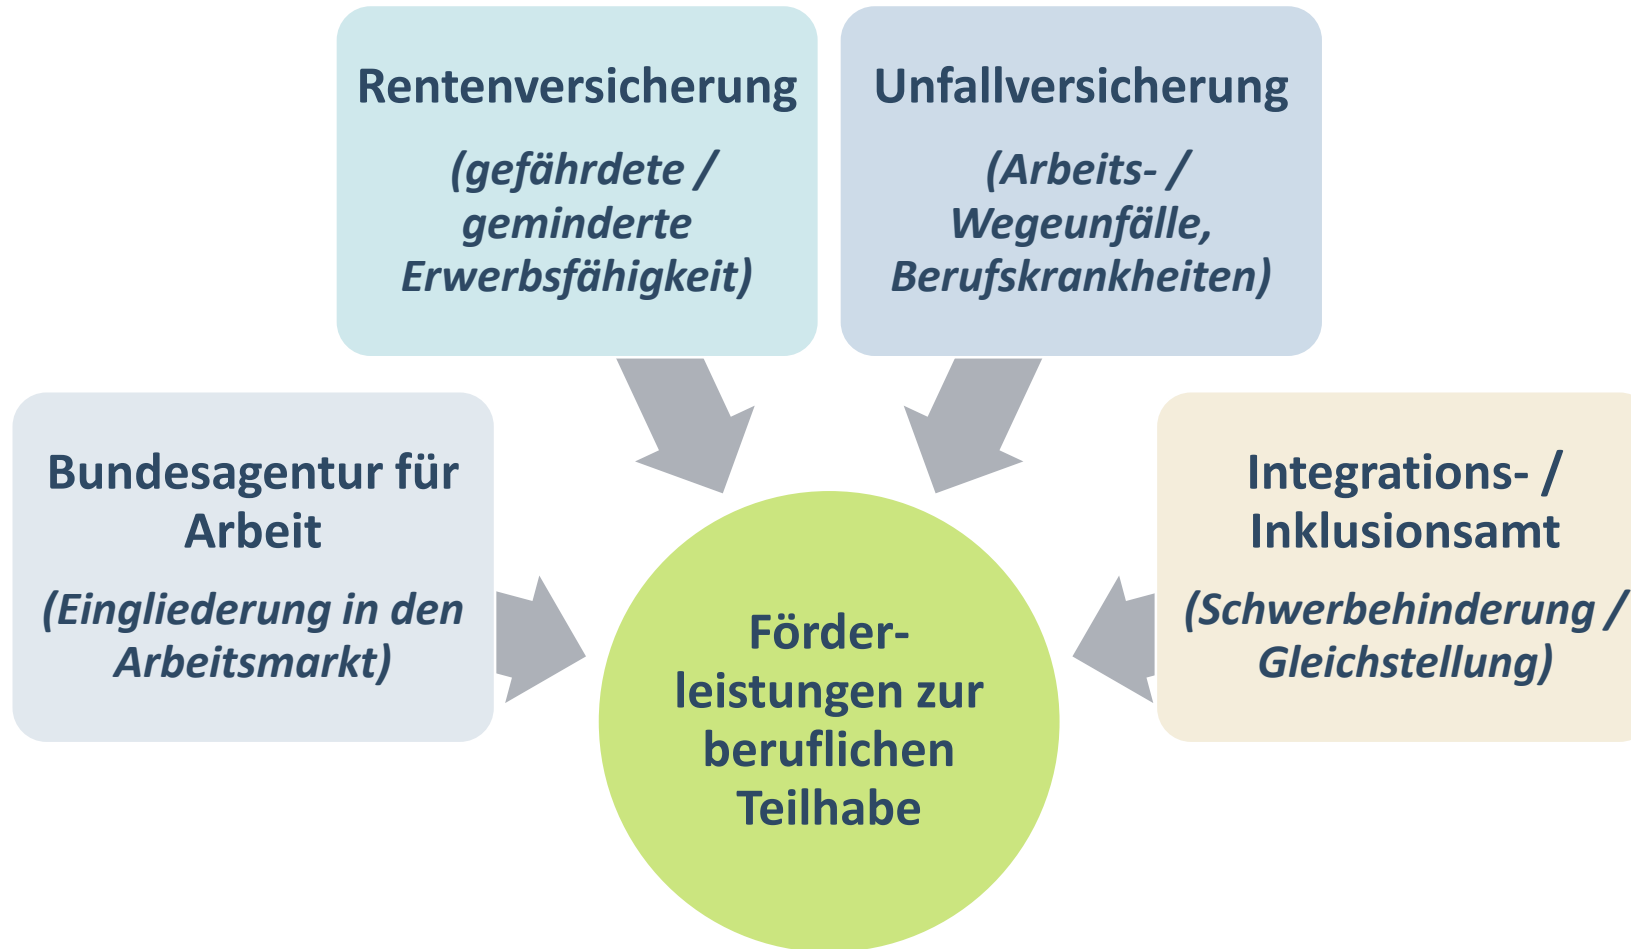 Rentenversicherung
(gefährdete /
geminderte
Erwerbsfähigkeit)
Unfallversicherung
(Arbeits- /
Wegeunfälle,
Berufskrankheiten)
Bundesagentur für
Arbeit
(Eingliederung in den
Arbeitsmarkt)
Integrations- /
Inklusionsamt
(Schwerbehinderung /
Gleichstellung)
Förder-
leistungen zur
beruflichen
Teilhabe